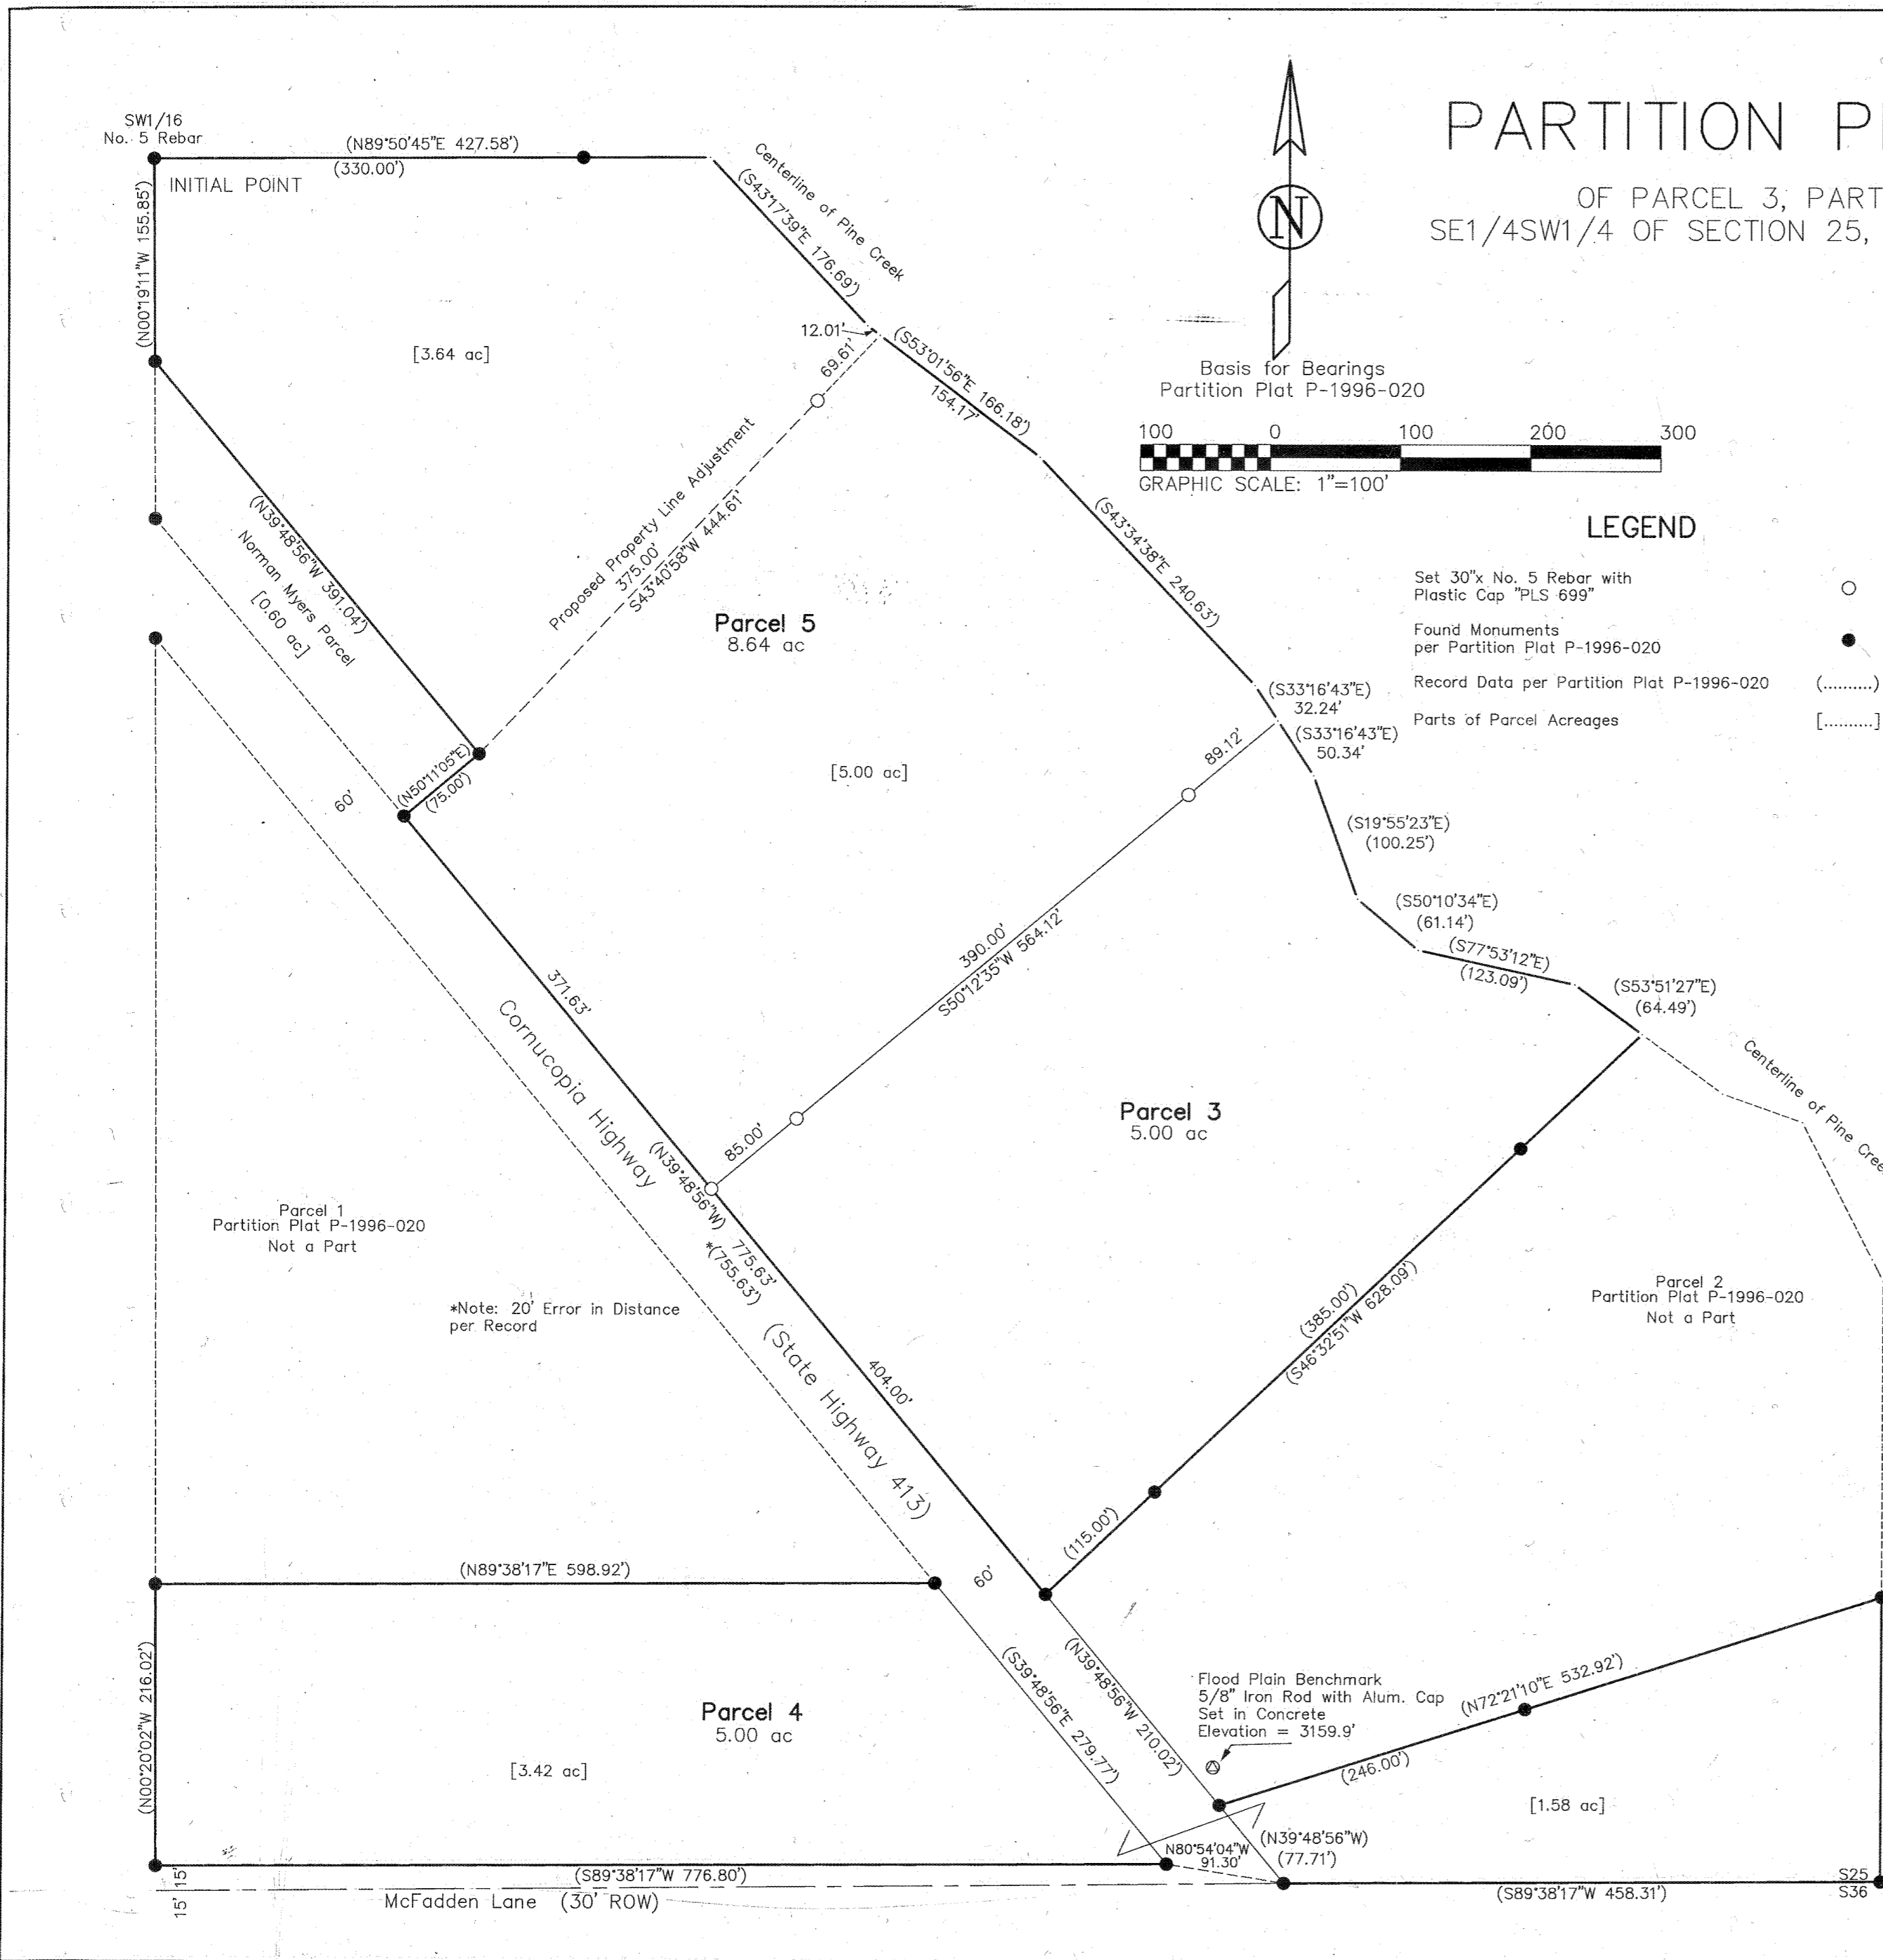 PARTITION
OF PARCEL 3, PART
SE1/4SW1/4 OF SECTION 25,
SW1/16
No. 5 Rebar
INITIAL POINT
(N89°50'45"E 427.58')
(330.00')
(N00°19'11"W 155.85')
[3.64 ac]
Centerline of Pine Creek
(S43°17'39"E 176.69')
12.01'
69.61'
(S53°01'56"E 166.18')
154.17'
N
Basis for Bearings
Partition Plat P-1996-020
100 0 100 200 300
GRAPHIC SCALE: 1"=100'
LEGEND
Set 30"x No. 5 Rebar with
Plastic Cap "PLS 699"
Found Monuments
per Partition Plat P-1996-020
Record Data per Partition Plat P-1996-020 (..........)
Parts of Parcel Acreages [..........]
(N39°48'56"W 391.04')
Norman Myers Parcel
[0.60 ac]
Proposed Property Line Adjustment
375.00'
S43°40'58"W 444.61'
Parcel 5
8.64 ac
(S43°34'38"E 240.63')
(S33°16'43"E)
32.24'
(S33°16'43"E)
50.34'
89.12'
[5.00 ac]
(N50°11'05"E)
(75.00')
60'
(S19°55'23"E)
(100.25')
(S50°10'34"E)
(61.14')
(S77°53'12"E)
(123.09')
(S53°51'27"E)
(64.49')
390.00'
S50°12'35"W 564.12'
371.63'
Cornucopia Highway
85.00'
Parcel 3
5.00 ac
Centerline of Pine Cree
(N39°48'56"W)
775.63'
*(755.63')
Parcel 1
Partition Plat P-1996-020
Not a Part
*Note: 20' Error in Distance
per Record
(State Highway 413)
404.00'
(385.00')
(S46°32'51"W 628.09')
Parcel 2
Partition Plat P-1996-020
Not a Part
(115.00')
(N89°38'17"E 598.92')
60'
(N00°20'02"W 216.02')
Parcel 4
5.00 ac
[3.42 ac]
(S39°48'56"E 279.77')
(N39°48'56"W 210.02')
Flood Plain Benchmark
5/8" Iron Rod with Alum. Cap
Set in Concrete
Elevation = 3159.9'
(N72°21'10"E 532.92')
(246.00')
[1.58 ac]
N80°54'04"W
91.30'
(N39°48'56"W)
(77.71')
15' 15'
(S89°38'17"W 776.80')
McFadden Lane (30' ROW)
(S89°38'17"W 458.31')
S25
S36